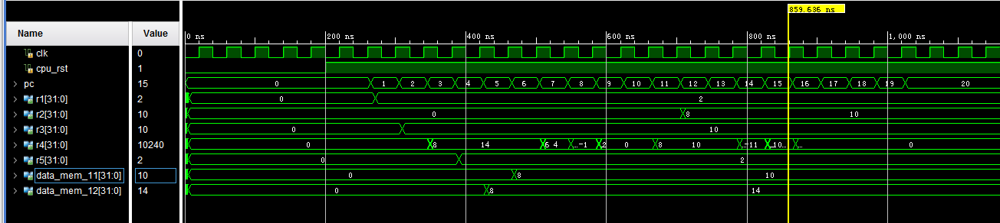 859.636 ns
Name Value
0 ns 200 ns 400 ns 600 ns 800 ns 1,000 ns
clk 0
cpu_rst 1
pc 15 0 1 2 3 4 5 6 7 8 9 10 11 12 13 14 15 16 17 18 19 20
r1[31:0] 2 0 2
r2[31:0] 10 0 8 10
r3[31:0] 10 0 10
r4[31:0] 10240 0 8 14 6 4 ... -1 2 0 8 10 -11 ...10... ... 0
r5[31:0] 2 0 2
data_mem_11[31:0] 10 0 8 10
data_mem_12[31:0] 14 0 8 14